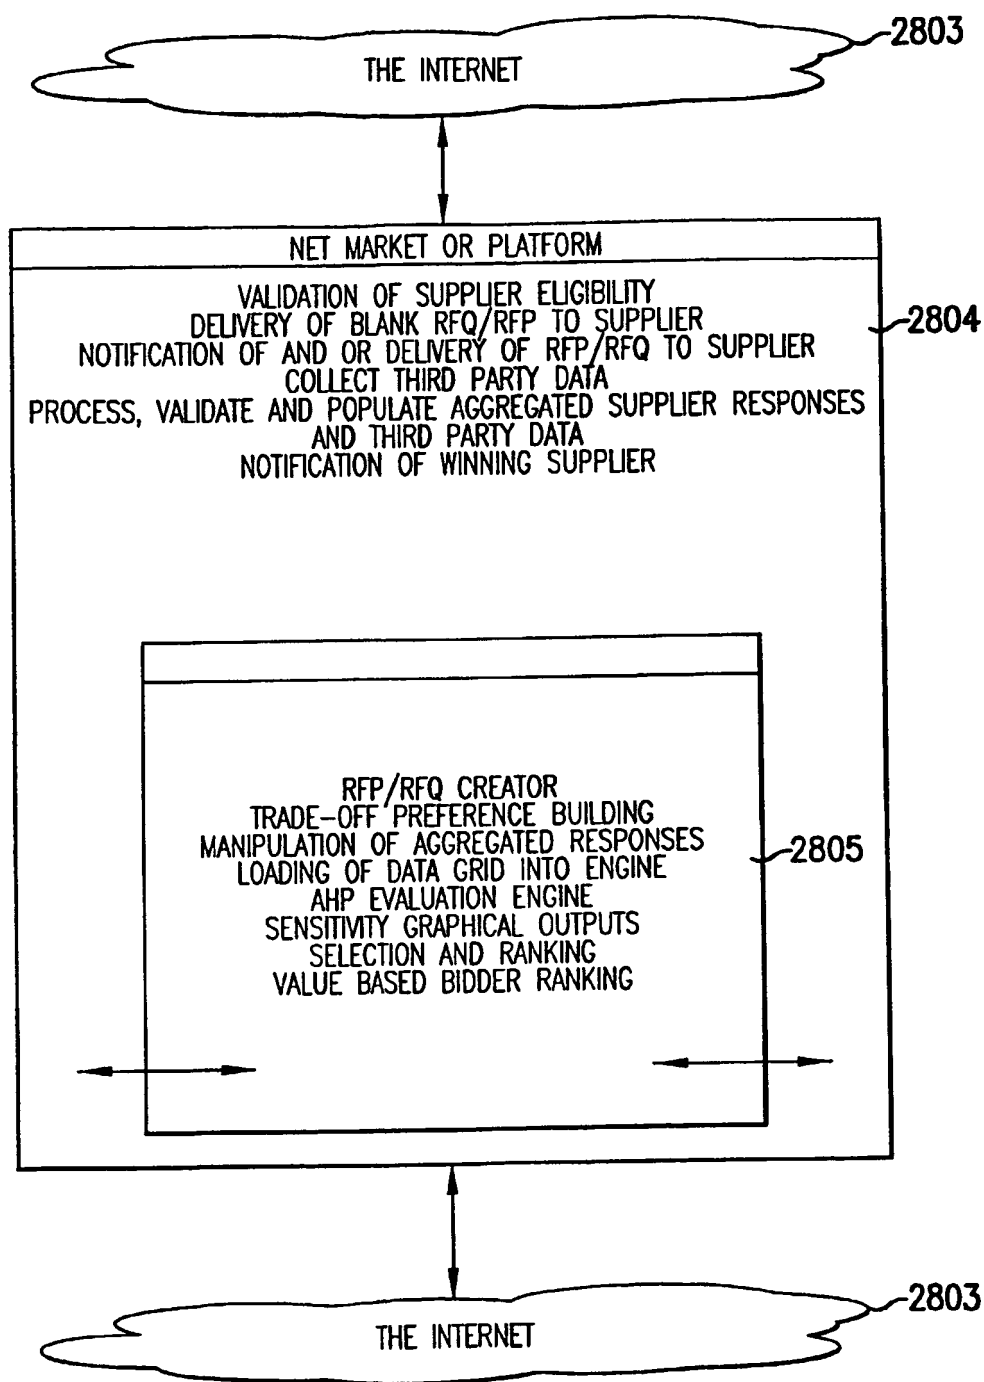 2803
THE INTERNET
NET MARKET OR PLATFORM
VALIDATION OF SUPPLIER ELIGIBILITY
DELIVERY OF BLANK RFQ/RFP TO SUPPLIER
2804
NOTIFICATION OF AND OR DELIVERY OF RFP/RFQ TO SUPPLIER
COLLECT THIRD PARTY DATA
PROCESS, VALIDATE AND POPULATE AGGREGATED SUPPLIER RESPONSES
AND THIRD PARTY DATA
NOTIFICATION OF WINNING SUPPLIER
RFP/RFQ CREATOR
TRADE-OFF PREFERENCE BUILDING
MANIPULATION OF AGGREGATED RESPONSES
2805
LOADING OF DATA GRID INTO ENGINE
AHP EVALUATION ENGINE
SENSITIVITY GRAPHICAL OUTPUTS
SELECTION AND RANKING
VALUE BASED BIDDER RANKING
2803
THE INTERNET